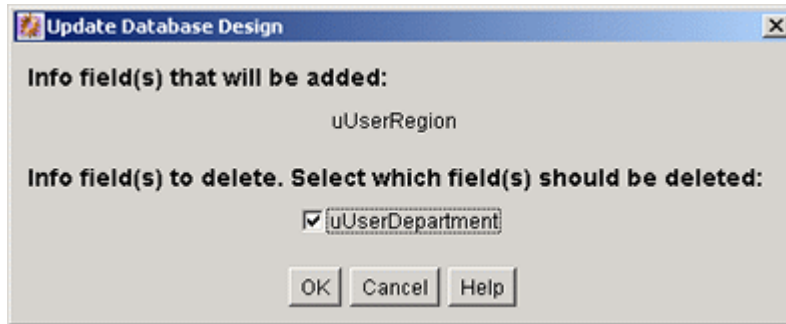 Update Database Design
Info field(s) that will be added:
uUserRegion
Info field(s) to delete. Select which field(s) should be deleted:
uUserDepartment
OK Cancel Help